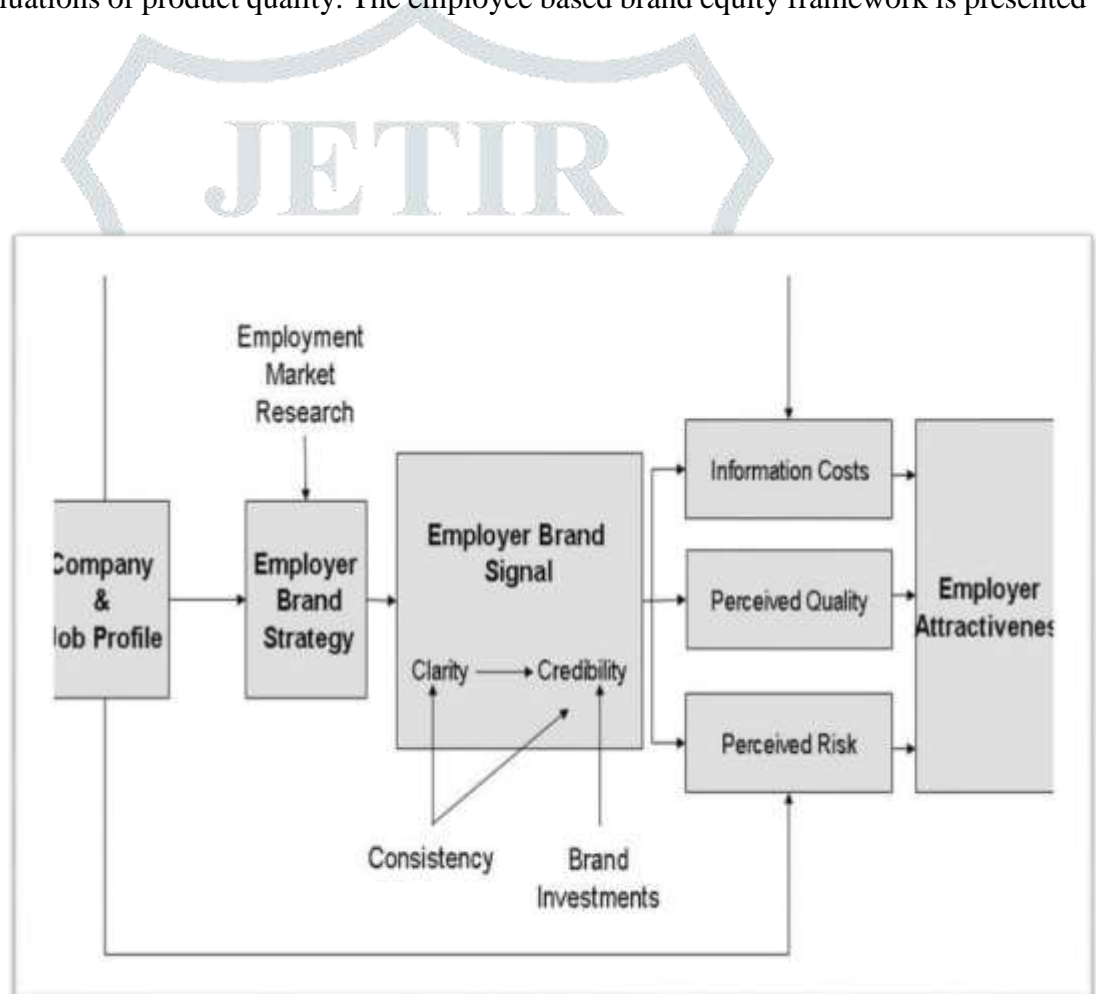 uations of product quality. The employee based brand equity framework is presented
JETIR
Employment
Market
Research
Company
&
ob Profile
Employer
Brand
Strategy
Employer Brand
Signal
Clarity
Credibility
Consistency
Brand
Investments
Information Costs
Perceived Quality
Perceived Risk
Employer
Attractivenes